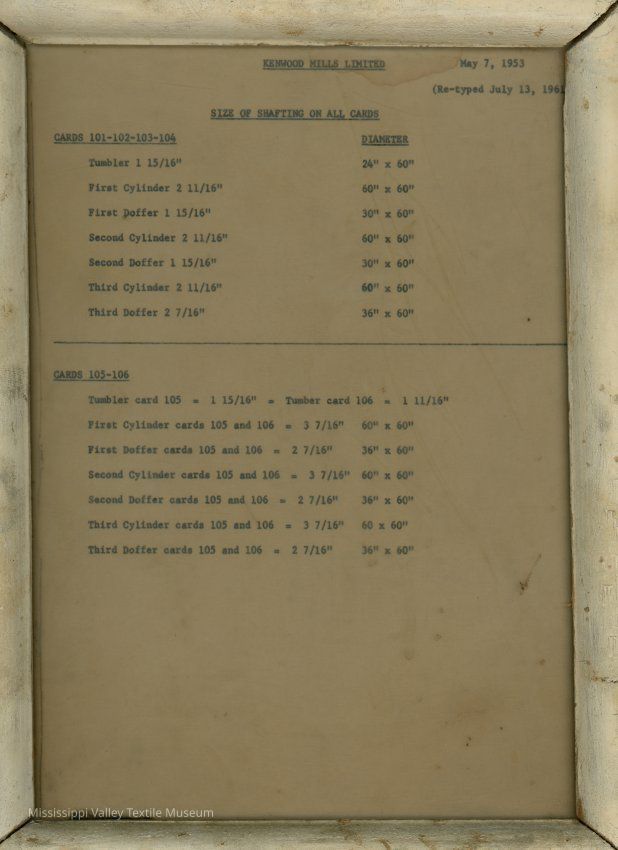 KENWOOD MILLS LIMITED May 7, 1953
(Re-typed July 13, 1961
SIZE OF SHAFTING ON ALL CARDS
CARDS 101-102-103-104 DIAMETER
Tumbler 1 15/16" 24" x 60"
First Cylinder 2 11/16" 60" x 60"
First Doffer 1 15/16" 30" x 60"
Second Cylinder 2 11/16" 60" x 60"
Second Doffer 1 15/16" 30" x 60"
Third Cylinder 2 11/16" 60" x 60"
Third Doffer 2 7/16" 36" x 60"
CARDS 105-106
Tumbler card 105 = 1 15/16" = Tumber card 106 = 1 11/16"
First Cylinder cards 105 and 106 = 3 7/16" 60" x 60"
First Doffer cards 105 and 106 = 2 7/16" 36" x 60"
Second Cylinder cards 105 and 106 = 3 7/16" 60" x 60"
Second Doffer cards 105 and 106 = 2 7/16" 36" x 60"
Third Cylinder cards 105 and 106 = 3 7/16" 60 x 60"
Third Doffer cards 105 and 106 = 2 7/16" 36" x 60"
Mississippi Valley Textile Museum